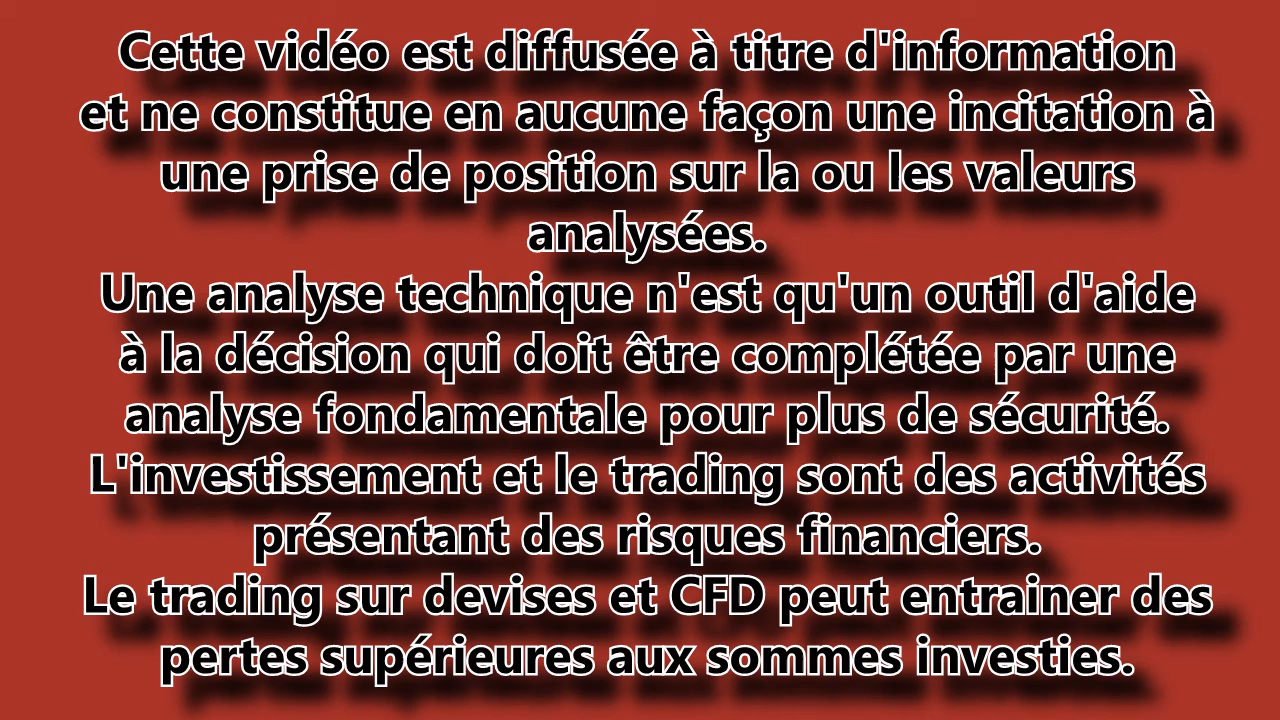 Cette vidéo est diffusée à titre d'information
et ne constitue en aucune façon une incitation à
une prise de position sur la ou les valeurs
analysées.
Une analyse technique n'est qu'un outil d'aide
à la décision qui doit être complétée par une
analyse fondamentale pour plus de sécurité.
L'investissement et le trading sont des activités
présentant des risques financiers.
Le trading sur devises et CFD peut entrainer des
pertes supérieures aux sommes investies.